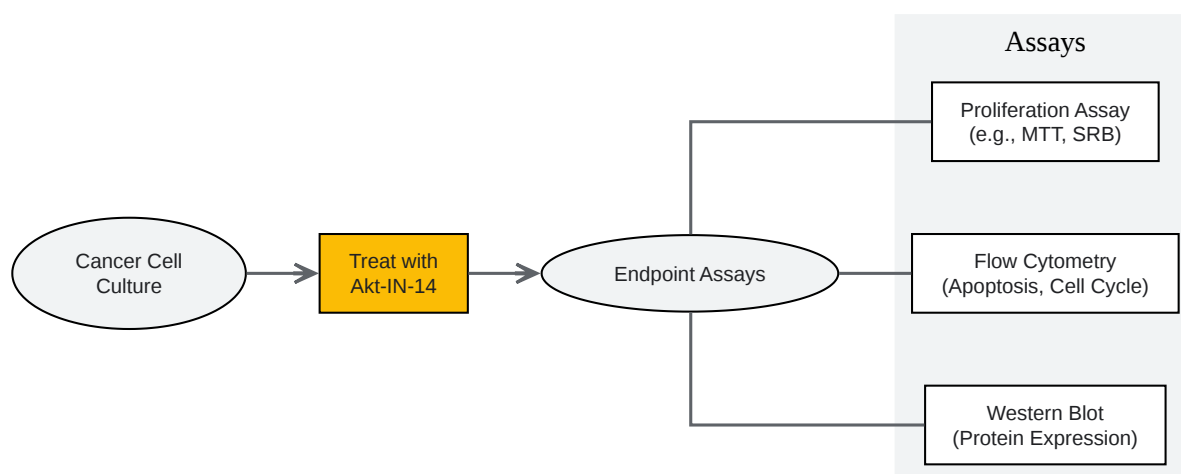 Assays
Proliferation Assay
(e.g., MTT, SRB)
Cancer Cell
Culture
Treat with
Akt-IN-14
Endpoint Assays
Flow Cytometry
(Apoptosis, Cell Cycle)
Western Blot
(Protein Expression)